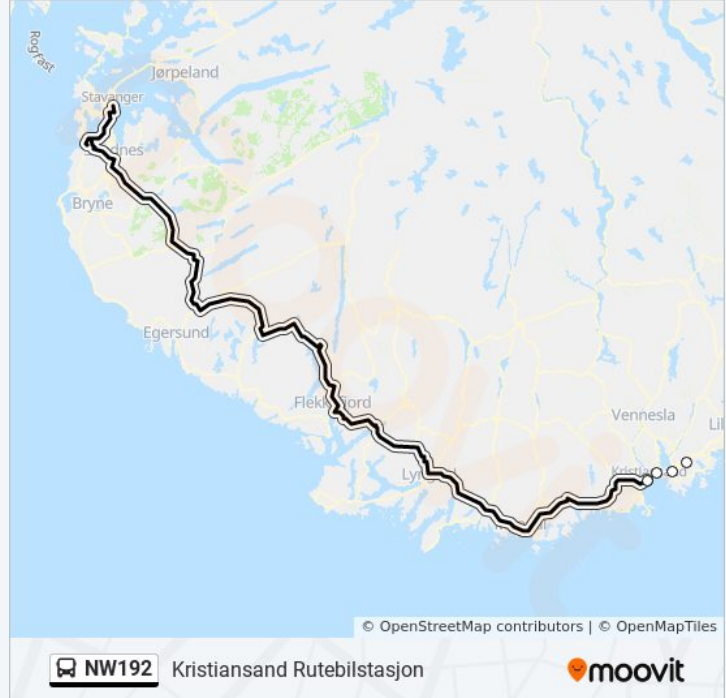 Rogfast
Jørpeland
Stavanger
Bryne
Egersund
Vennesla
© OpenStreetMap contributors | © OpenMapTiles
NW192 Kristiansand Rutebilstasjon
moovit